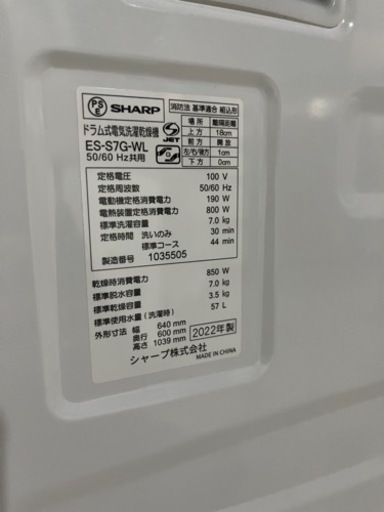 PSE SHARP
ドラム式電気洗濯乾燥機 JET
ES-S7G-WL
50/60 Hz共用
消防法 基準適合 組込形
場所 離隔距離
上方 18cm
前方 開放
左/右/後方 1cm
下方 0cm
定格電圧 100 V
定格周波数 50/60 Hz
電動機定格消費電力 190 W
電熱装置定格消費電力 800 W
標準洗濯容量 7.0 kg
定格時間 洗いのみ 30 min
標準コース 44 min
製造番号 1035505
乾燥時消費電力 850 W
標準脱水容量 7.0 kg
標準乾燥容量 3.5 kg
標準使用水量(洗濯時) 57 L
外形寸法 幅 640 mm
奥行 600 mm
高さ 1039 mm
2022年製
シャープ株式会社
MADE IN CHINA